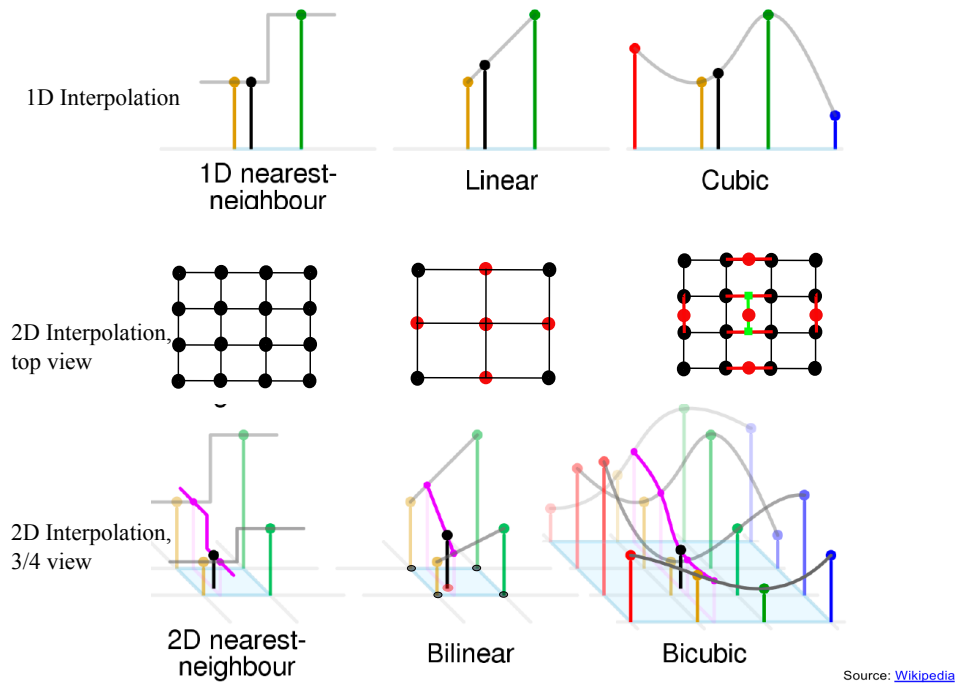 1D Interpolation
1D nearest-
neighbour
Linear
Cubic
2D Interpolation,
top view
2D Interpolation,
3/4 view
2D nearest-
neighbour
Bilinear
Bicubic
Source: Wikipedia